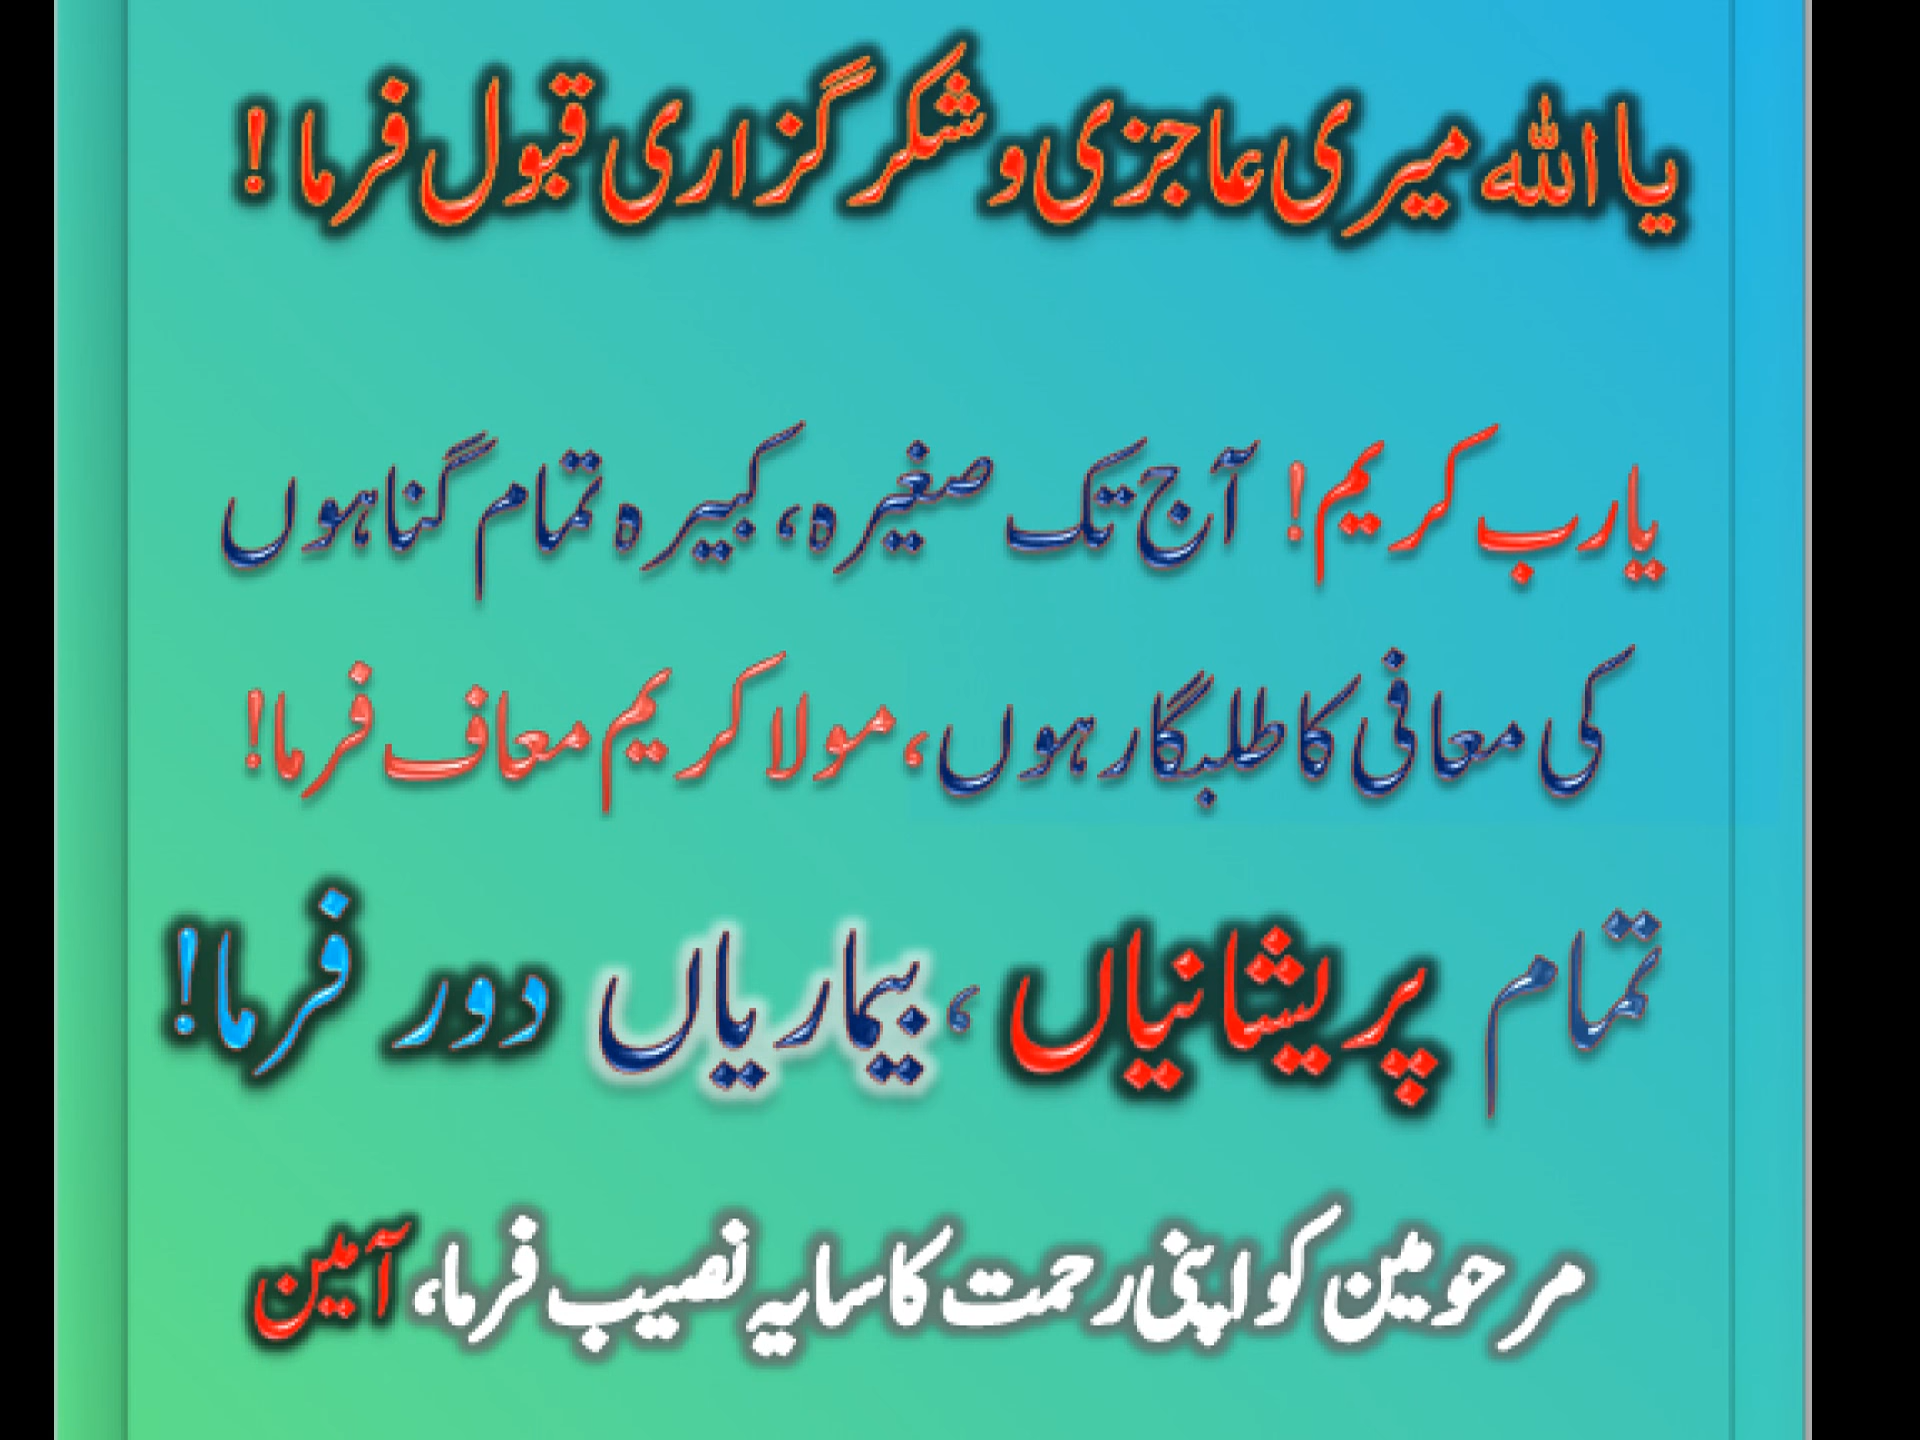 یا اللہ میری عاجزی و شکر گزاری قبول فرما !
یا رب کریم! آج تک صغیرہ، کبیرہ تمام گناہوں
کی معافی کا طلبگار ہوں، مولا کریم معاف فرما!
تمام پریشانیاں ، بیماریاں دور فرما!
مرحومین کو اپنی رحمت کا سایہ نصیب فرما، آمین